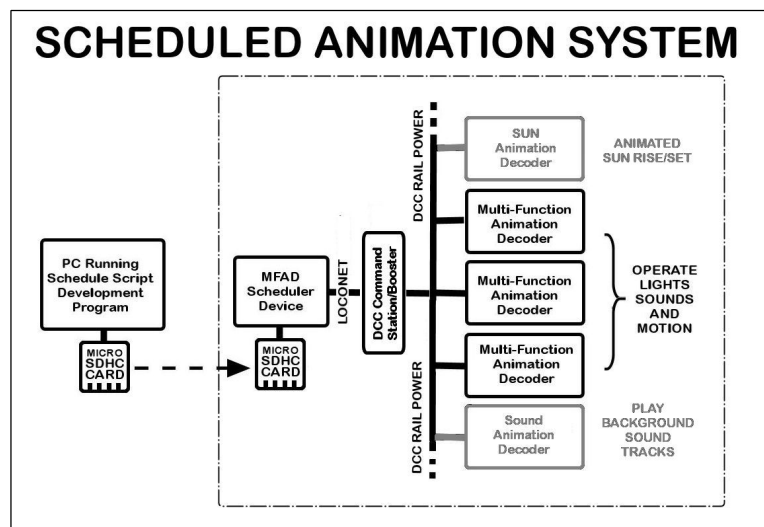 SCHEDULED ANIMATION SYSTEM
PC Running
Schedule Script
Development
Program
MICRO
SDHC
CARD
MFAD
Scheduler
Device
MICRO
SDHC
CARD
LOCONET
DCC Command
Station/Booster
DCC RAIL POWER
DCC RAIL POWER
SUN
Animation
Decoder
ANIMATED
SUN RISE/SET
Multi-Function
Animation
Decoder
Multi-Function
Animation
Decoder
Multi-Function
Animation
Decoder
OPERATE
LIGHTS
SOUNDS
AND
MOTION
Sound
Animation
Decoder
PLAY
BACKGROUND
SOUND
TRACKS